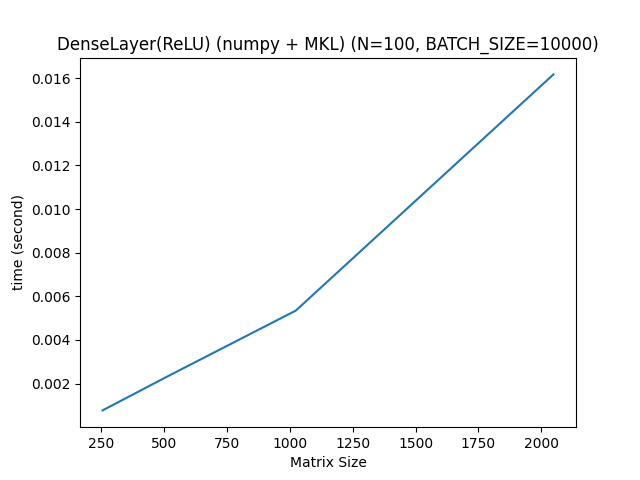 DenseLayer(ReLU) (numpy + MKL) (N=100, BATCH_SIZE=10000)
0.016
0.014
0.012
0.010
0.008
0.006
0.004
0.002
time (second)
250 500 750 1000 1250 1500 1750 2000
Matrix Size